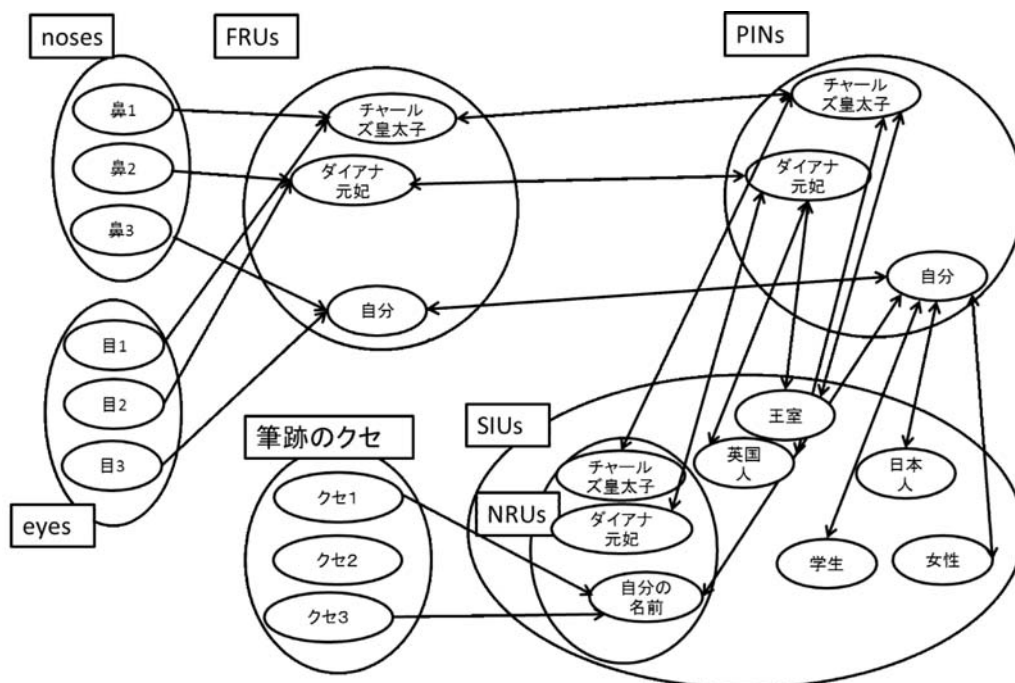 noses
FRUs
PINs
鼻1
鼻2
鼻3
チャール
ズ皇太子
ダイアナ
元妃
自分
チャール
ズ皇太子
ダイアナ
元妃
自分
目1
目2
目3
eyes
筆跡のクセ
クセ1
クセ2
クセ3
SIUs
NRUs
チャール
ズ皇太子
ダイアナ
元妃
自分の
名前
王室
英国
人
日本
人
学生
女性